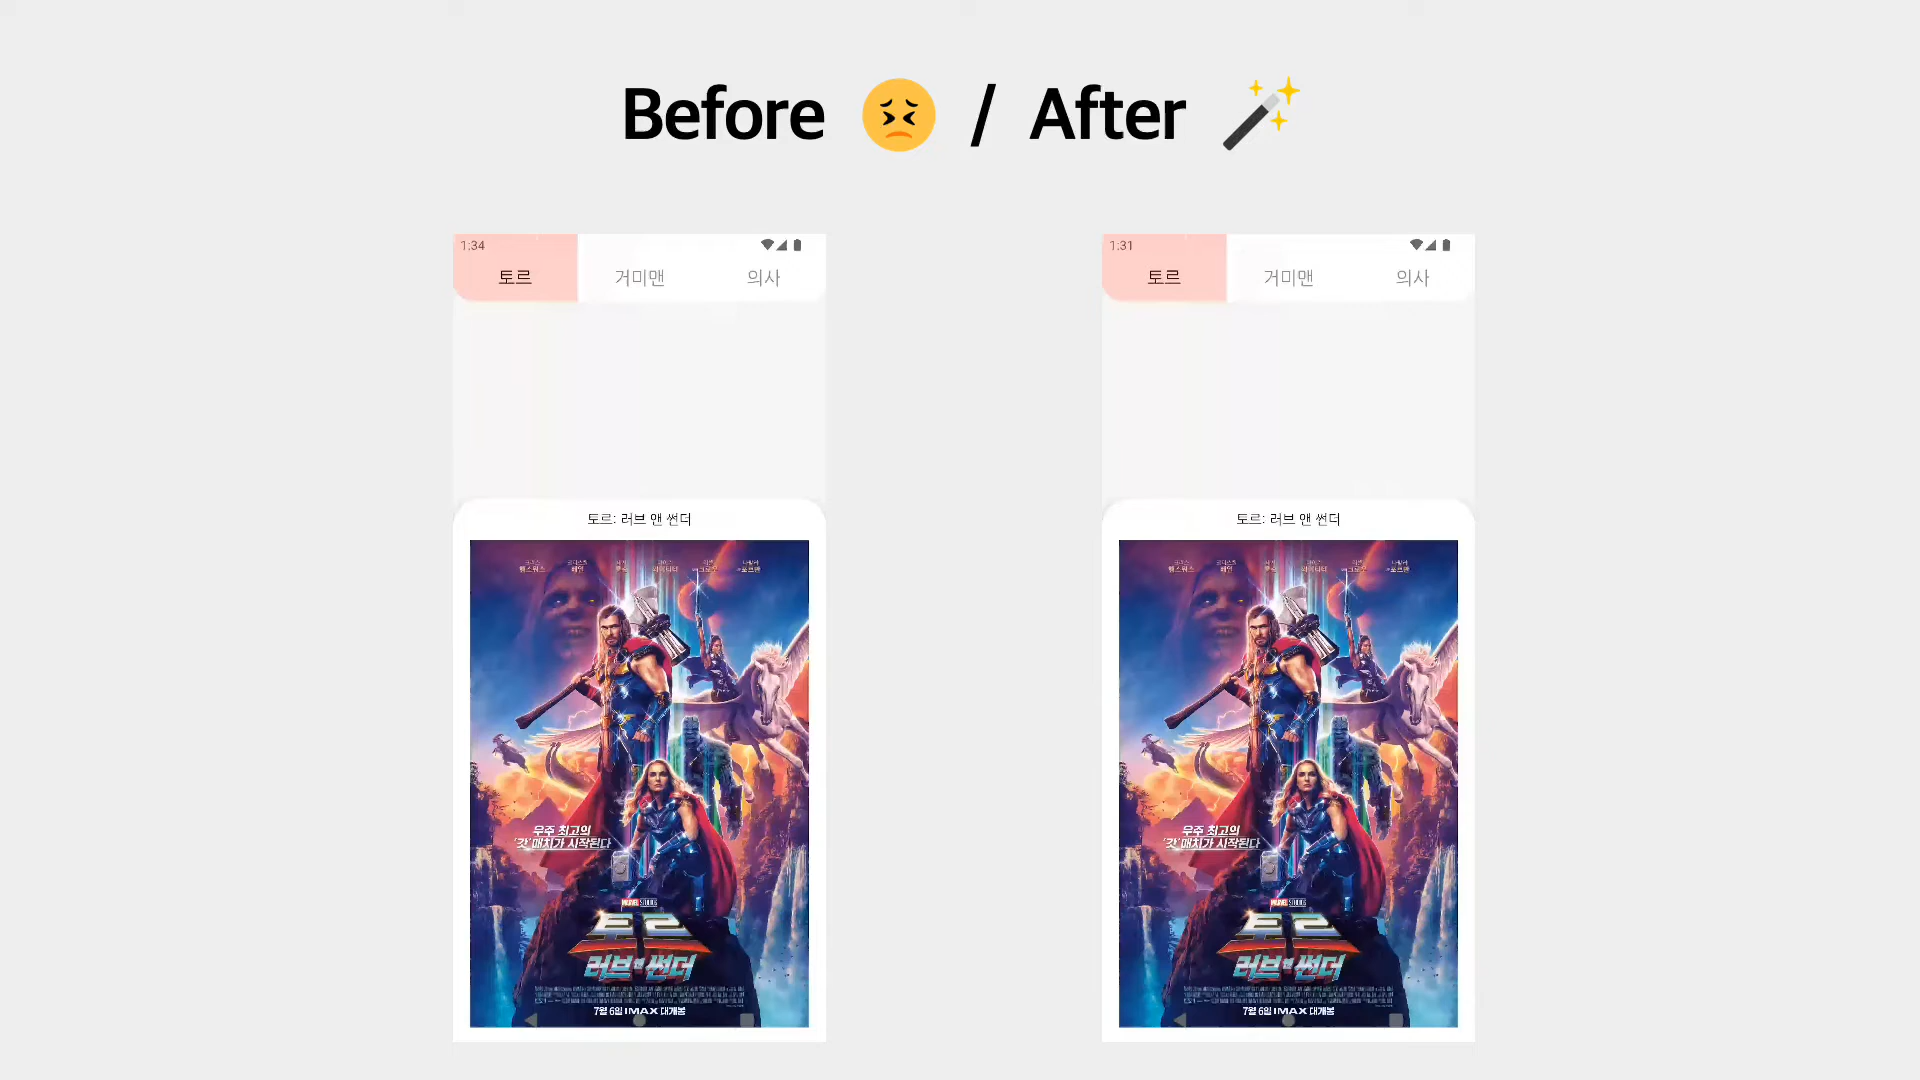 Before 😣 / After 🪄
1:34
토르 거미맨 의사
토르: 러브 앤 썬더
우주 최고의
'갓'매치가 시작된다
MARVEL STUDIOS
토르
러브 앤 썬더
7월 6일 IMAX 대개봉
1:31
토르 거미맨 의사
토르: 러브 앤 썬더
우주 최고의
'갓'매치가 시작된다
MARVEL STUDIOS
토르
러브 앤 썬더
7월 6일 IMAX 대개봉